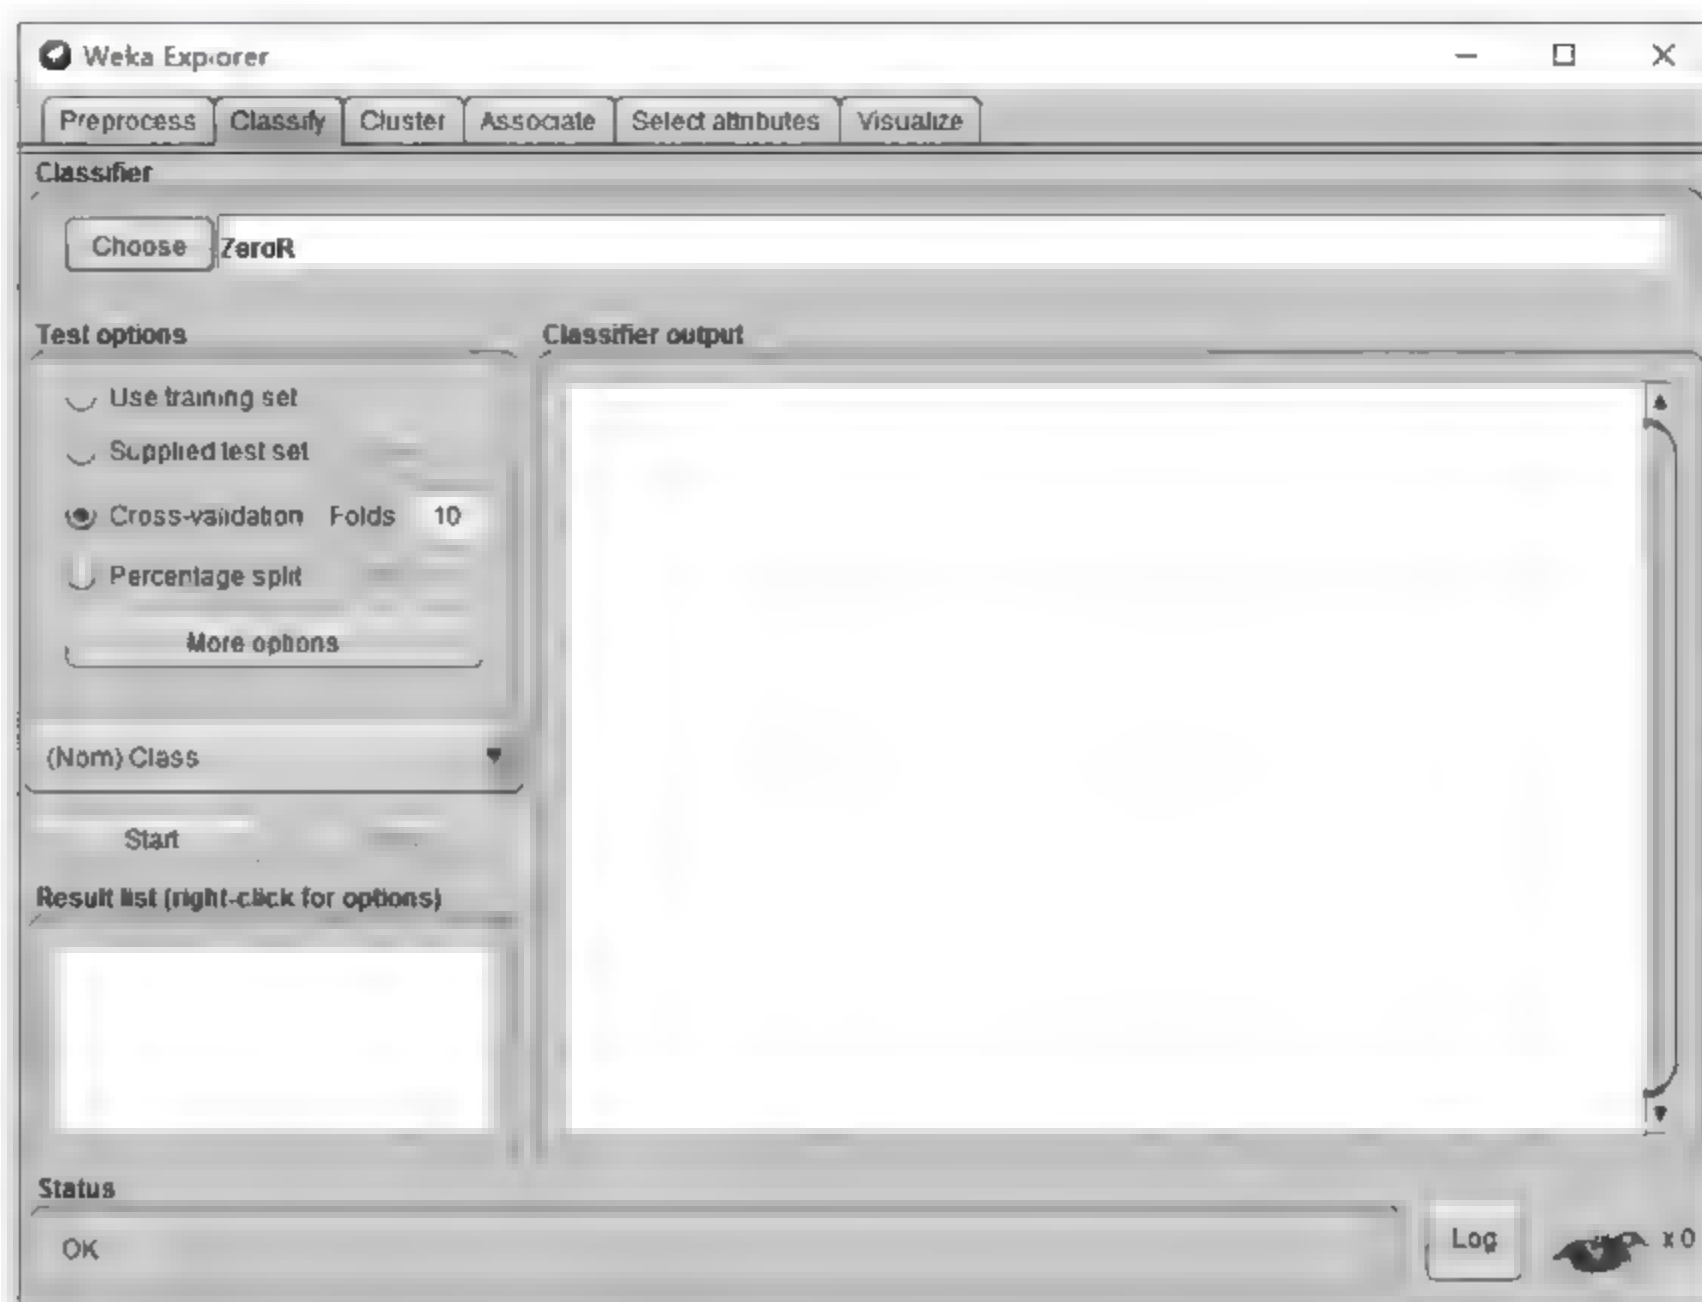 Weka Explorer
Preprocess Classify Cluster Associate Select attributes Visualize
Classifier
Choose ZeroR
Test options
Use training set
Supplied test set
Cross-validation Folds 10
Percentage split
More options
(Nom) Class
Start
Result list (right-click for options)
Classifier output
Status
OK
Log
x 0